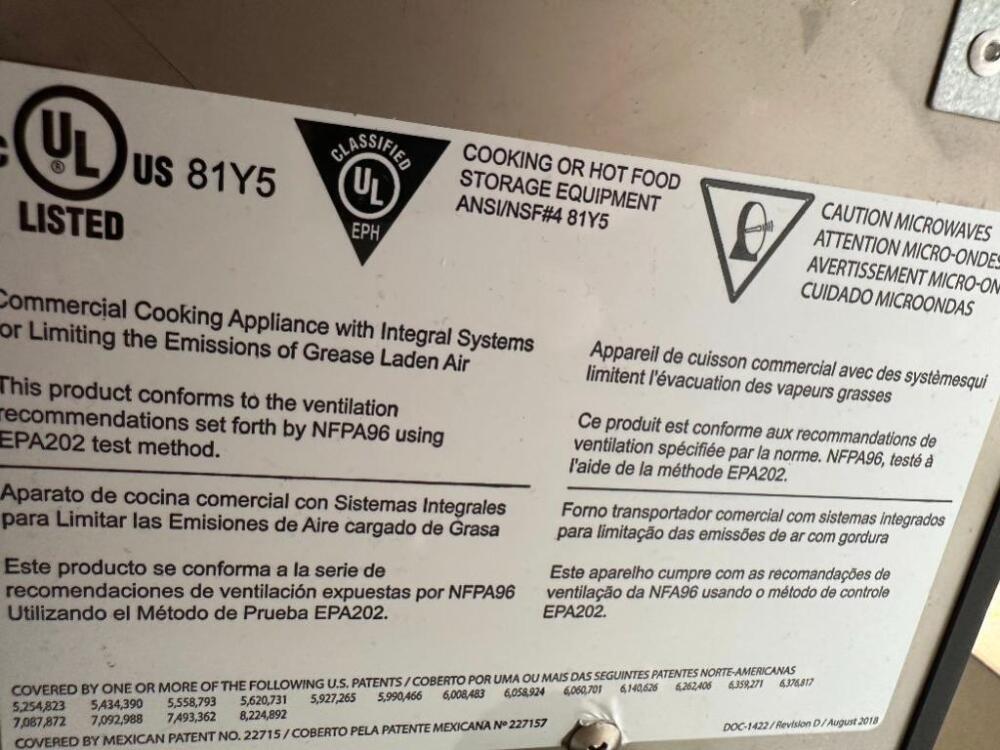 c UL ® US 81Y5
LISTED
CLASSIFIED
UL
EPH
COOKING OR HOT FOOD
STORAGE EQUIPMENT
ANSI/NSF#4 81Y5
CAUTION MICROWAVES
ATTENTION MICRO-ONDES
AVERTISSEMENT MICRO-ON
CUIDADO MICROONDAS
Commercial Cooking Appliance with Integral Systems
or Limiting the Emissions of Grease Laden Air
This product conforms to the ventilation
recommendations set forth by NFPA96 using
EPA202 test method.
Appareil de cuisson commercial avec des systèmesqui
limitent l'évacuation des vapeurs grasses
Ce produit est conforme aux recommandations de
ventilation spécifiée par la norme. NFPA96, testé à
l'aide de la méthode EPA202.
Aparato de cocina comercial con Sistemas Integrales
para Limitar las Emisiones de Aire cargado de Grasa
Este producto se conforma a la serie de
recomendaciones de ventilación expuestas por NFPA96
Utilizando el Método de Prueba EPA202.
Forno transportador comercial com sistemas integrados
para limitação das emissões de ar com gordura
Este aparelho cumpre com as recomandações de
ventilação da NFA96 usando o método de controle
EPA202.
COVERED BY ONE OR MORE OF THE FOLLOWING U.S. PATENTS / COBERTO POR UMA OU MAIS DAS SEGUINTES PATENTES NORTE-AMERICANAS
5,254,823 5,434,390 5,558,793 5,620,731 5,927,265 5,990,466 6,008,483 6,058,924 6,060,701 6,140,626 6,262,406 6,359,271 6,376,817
7,087,872 7,092,988 7,493,362 8,224,892
COVERED BY MEXICAN PATENT NO. 22715 / COBERTO PELA PATENTE MEXICANA Nº 227157
DOC-1422 / Revision D / August 2018